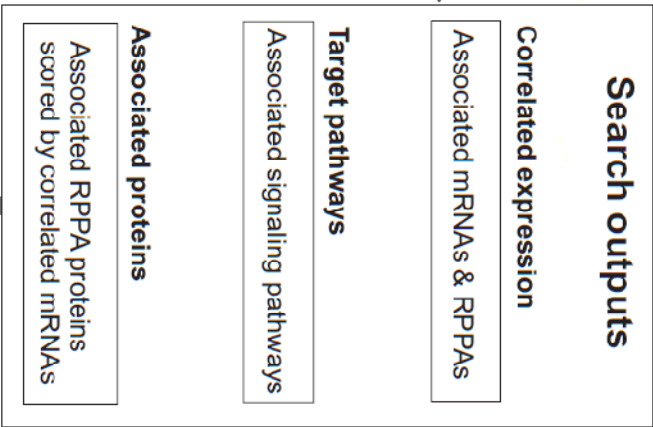 Search outputs
Correlated expression
Associated mRNAs & RPPAs
Target pathways
Associated signaling pathways
Associated proteins
Associated RPPA proteins
scored by correlated mRNAs